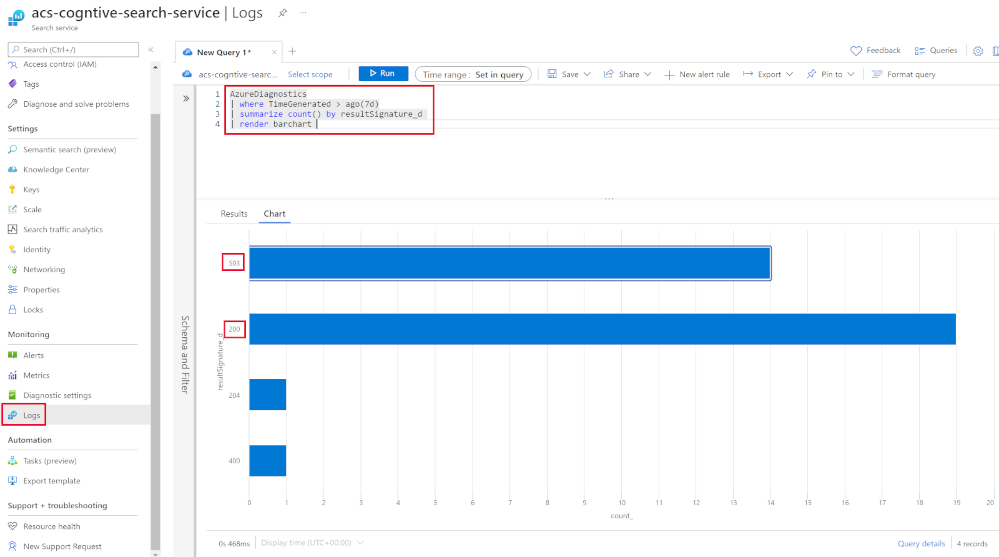 acs-cogntive-search-service | Logs
Search service
Search (Ctrl+/)
Access control (IAM)
Tags
Diagnose and solve problems
Settings
Semantic search (preview)
Knowledge Center
Keys
Scale
Search traffic analytics
Identity
Networking
Properties
Locks
Monitoring
Alerts
Metrics
Diagnostic settings
Logs
Automation
Tasks (preview)
Export template
Support + troubleshooting
Resource health
New Support Request
New Query 1*
Feedback
Queries
acs-cogntive-searc...
Select scope
Run
Time range : Set in query
Save
Share
New alert rule
Export
Pin to
Format query
1 AzureDiagnostics
2 | where TimeGenerated > ago(7d)
3 | summarize count() by resultSignature_d
4 | render barchart
Schema and Filter
Results
Chart
resultSignature_d
503
200
204
400
0 1 2 3 4 5 6 7 8 9 10 11 12 13 14 15 16 17 18 19 20
count_
0s 468ms
Display time (UTC+00:00)
Query details
4 records